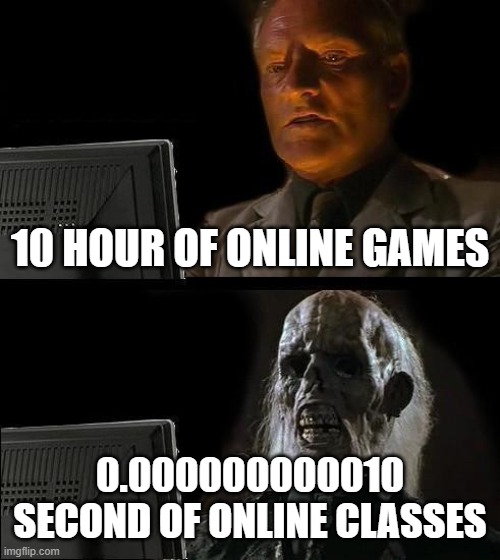 10 HOUR OF ONLINE GAMES
0.000000000010
SECOND OF ONLINE CLASSES
imgflip.com